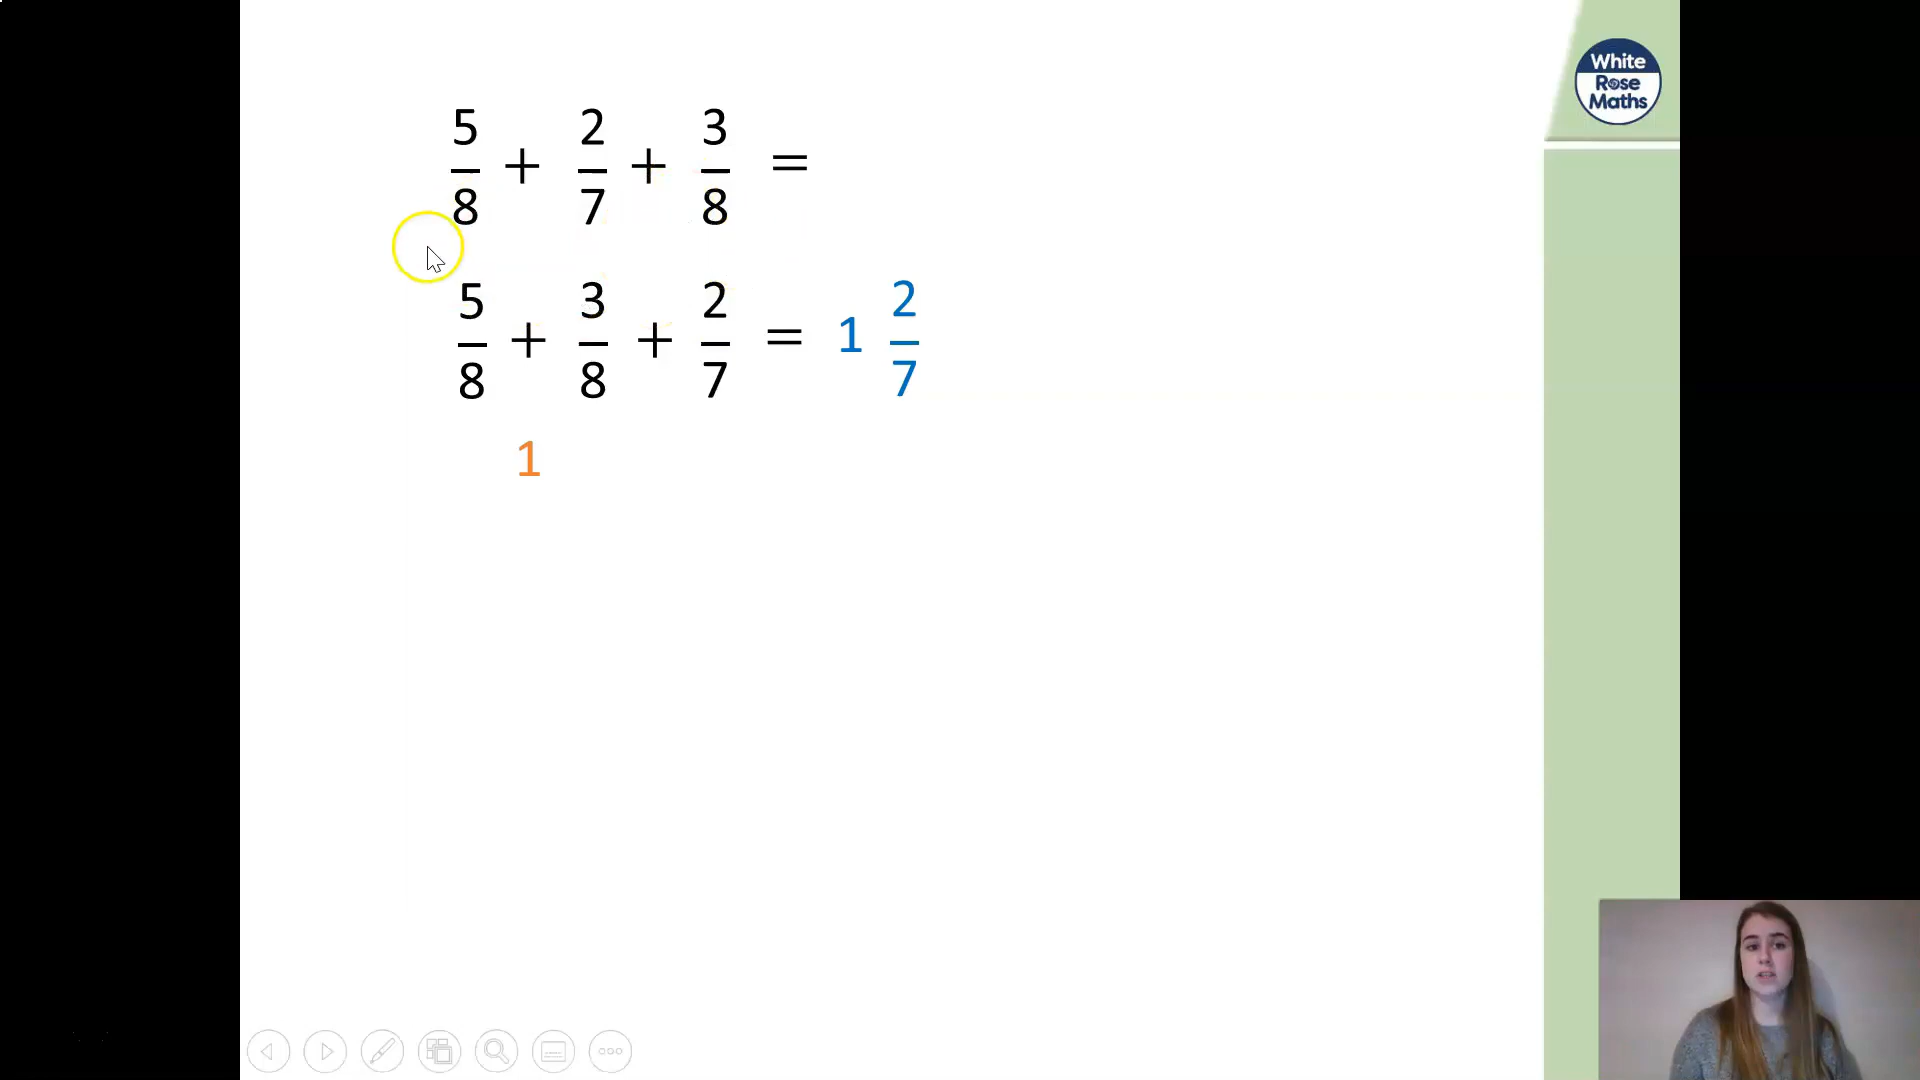 5/8 + 2/7 + 3/8 =
5/8 + 3/8 + 2/7 = 1 2/7
1
White
Rose
Maths